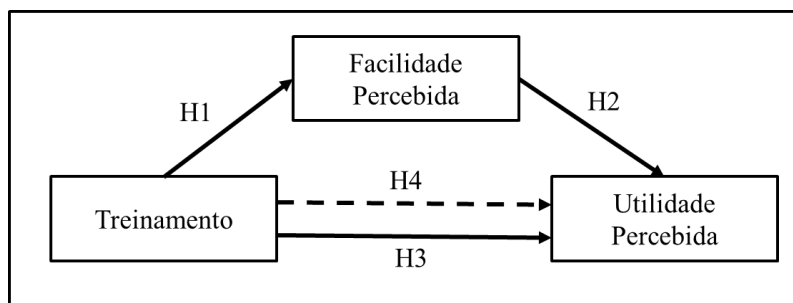 Facilidade
Percebida
H1
H2
H4
Treinamento
Utilidade
Percebida
H3